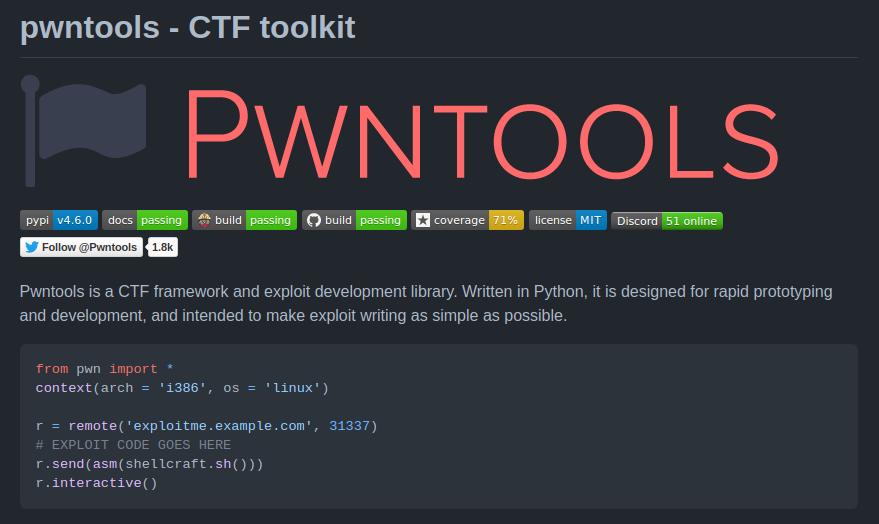 pwntools - CTF toolkit
PWNTOOLS
pypi v4.6.0 docs passing build passing build passing coverage 71% license MIT Discord 51 online
Follow @Pwntools 1.8k
Pwntools is a CTF framework and exploit development library. Written in Python, it is designed for rapid prototyping
and development, and intended to make exploit writing as simple as possible.
from pwn import *
context(arch = 'i386', os = 'linux')
r = remote('exploitme.example.com', 31337)
# EXPLOIT CODE GOES HERE
r.send(asm(shellcraft.sh()))
r.interactive()